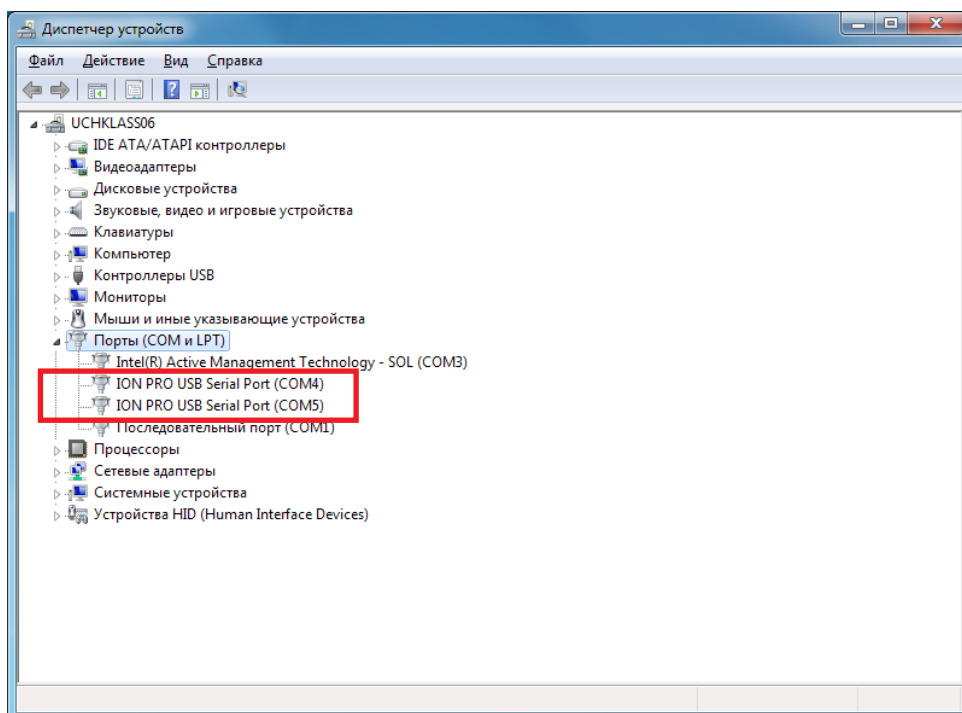 Диспетчер устройств
Файл Действие Вид Справка
UCHKLASS06
IDE ATA/ATAPI контроллеры
Видеоадаптеры
Дисковые устройства
Звуковые, видео и игровые устройства
Клавиатуры
Компьютер
Контроллеры USB
Мониторы
Мыши и иные указывающие устройства
Порты (COM и LPT)
Intel(R) Active Management Technology - SOL (COM3)
ION PRO USB Serial Port (COM4)
ION PRO USB Serial Port (COM5)
Последовательный порт (COM1)
Процессоры
Сетевые адаптеры
Системные устройства
Устройства HID (Human Interface Devices)